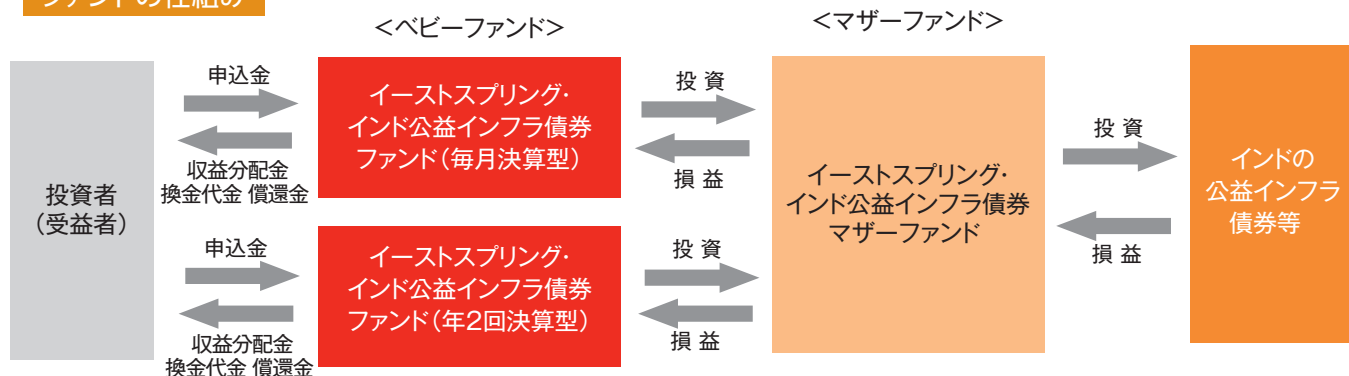 ファンドの仕組み
<ベビーファンド>
<マザーファンド>
投資者
(受益者)
申込金
収益分配金
換金代金 償還金
イーストスプリング・
インド公益インフラ債券
ファンド(毎月決算型)
投 資
損 益
申込金
収益分配金
換金代金 償還金
イーストスプリング・
インド公益インフラ債券
ファンド(年2回決算型)
投 資
損 益
イーストスプリング・
インド公益インフラ債券
マザーファンド
投 資
損 益
インドの
公益インフラ
債券等